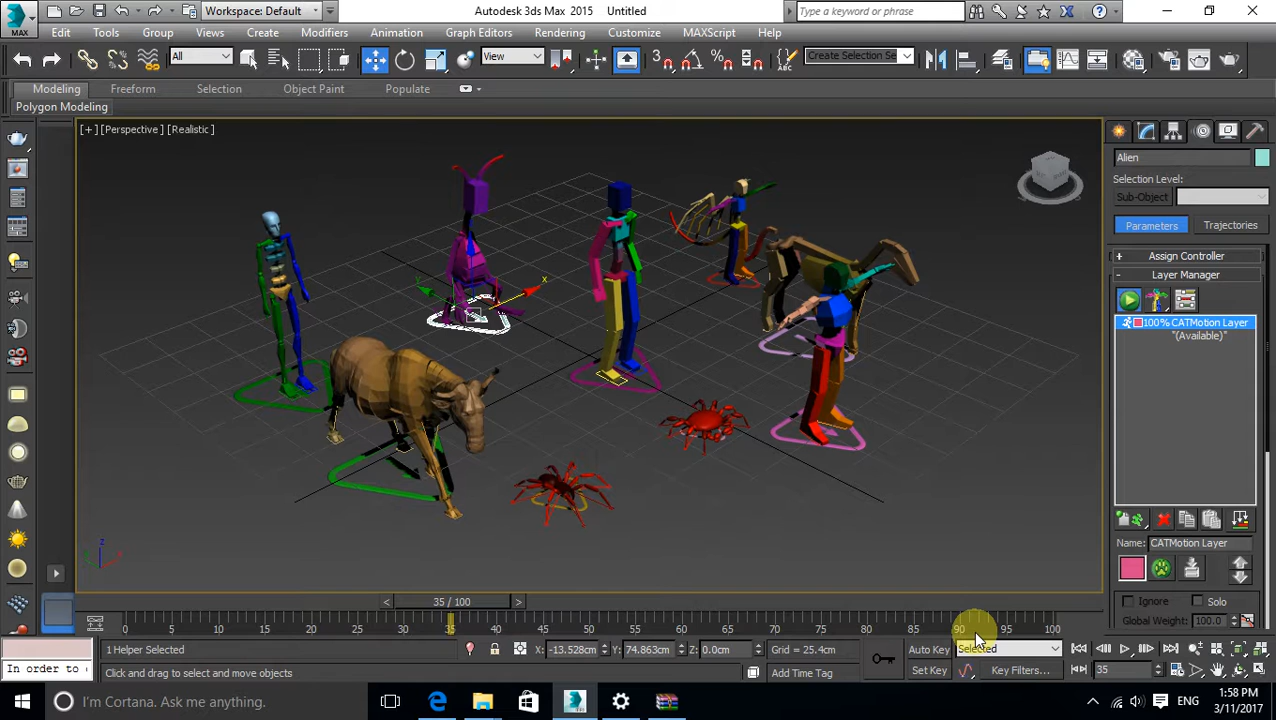 Workspace: Default
Autodesk 3ds Max 2015 Untitled
Type a keyword or phrase
MAX
Edit Tools Group Views Create Modifiers Animation Graph Editors Rendering Customize MAXScript Help
All
View
Create Selection Se
Modeling Freeform Selection Object Paint Populate
Polygon Modeling
[+] [Perspective] [Realistic]
Alien
Selection Level:
Sub-Object
Parameters Trajectories
+ Assign Controller
- Layer Manager
100% CATMotion Layer
"(Available)"
Name: CATMotion Layer
Ignore Solo
Global Weight: 100.0
y
x
z
< 35 / 100 >
0 5 10 15 20 25 30 35 40 45 50 55 60 65 70 75 80 85 90 95 100
1 Helper Selected
X: -13.528cm Y: 74.863cm Z: 0.0cm
Grid = 25.4cm
Auto Key
Selected
In order to
Click and drag to select and move objects
Add Time Tag
Set Key
Key Filters...
35
I'm Cortana. Ask me anything.
ENG
1:58 PM
3/11/2017